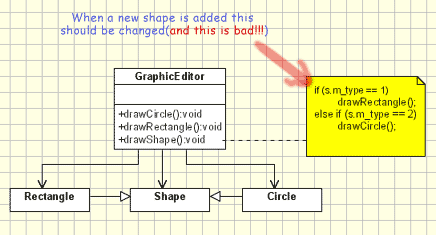 When a new shape is added this
should be changed(and this is bad!!!)
GraphicEditor
+drawCircle():void
+drawRectangle():void
+drawShape():void
if (s.m_type == 1)
drawRectangle();
else if (s.m_type == 2)
drawCircle();
Rectangle
Shape
Circle